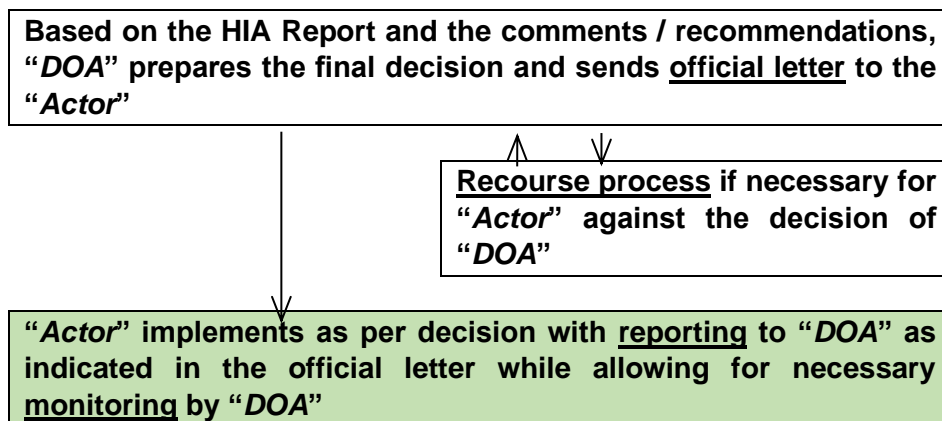 Based on the HIA Report and the comments / recommendations,
“DOA” prepares the final decision and sends official letter to the
“Actor”
Recourse process if necessary for
“Actor” against the decision of
“DOA”
“Actor” implements as per decision with reporting to “DOA” as
indicated in the official letter while allowing for necessary
monitoring by “DOA”